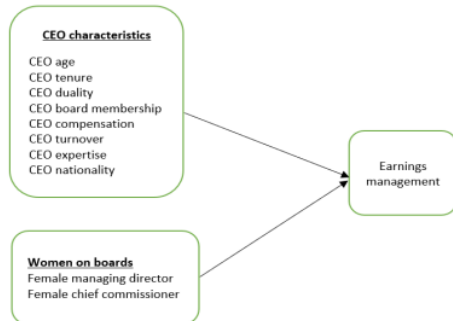 CEO characteristics
CEO age
CEO tenure
CEO duality
CEO board membership
CEO compensation
CEO turnover
CEO expertise
CEO nationality
Earnings
management
Women on boards
Female managing director
Female chief commissioner